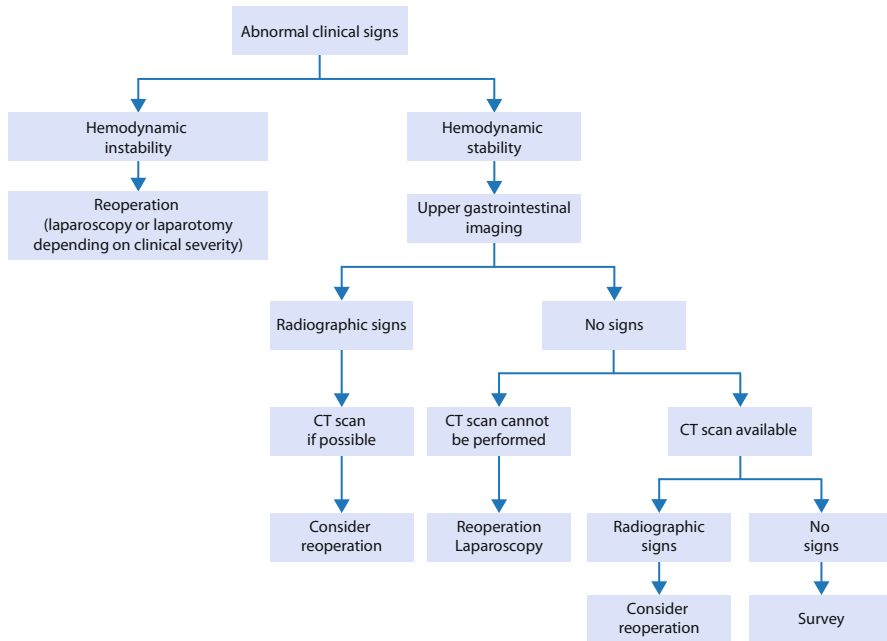 Abnormal clinical signs
Hemodynamic
instability
Hemodynamic
stability
Reoperation
(laparoscopy or laparotomy
depending on clinical severity)
Upper gastrointestinal
imaging
Radiographic signs
No signs
CT scan
if possible
CT scan cannot
be performed
CT scan available
Consider
reoperation
Reoperation
Laparoscopy
Radiographic
signs
No
signs
Consider
reoperation
Survey